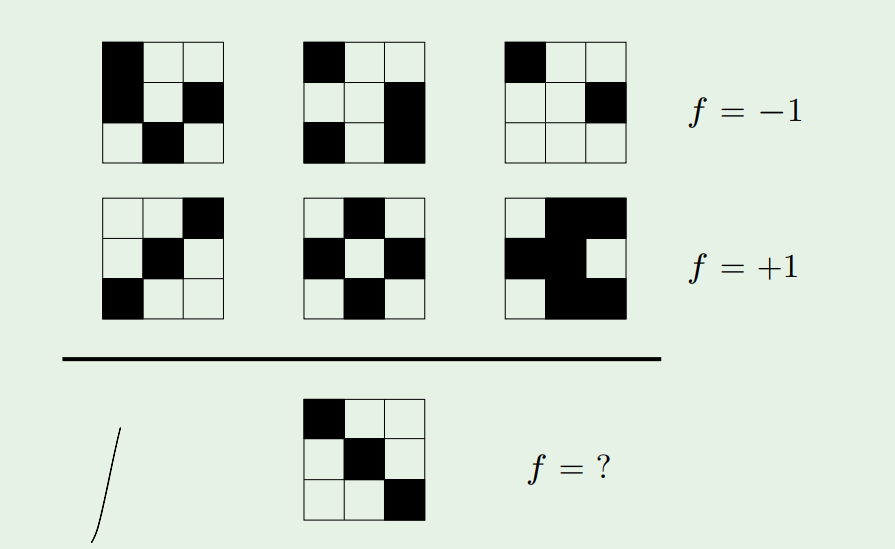 f = −1
f = +1
f = ?